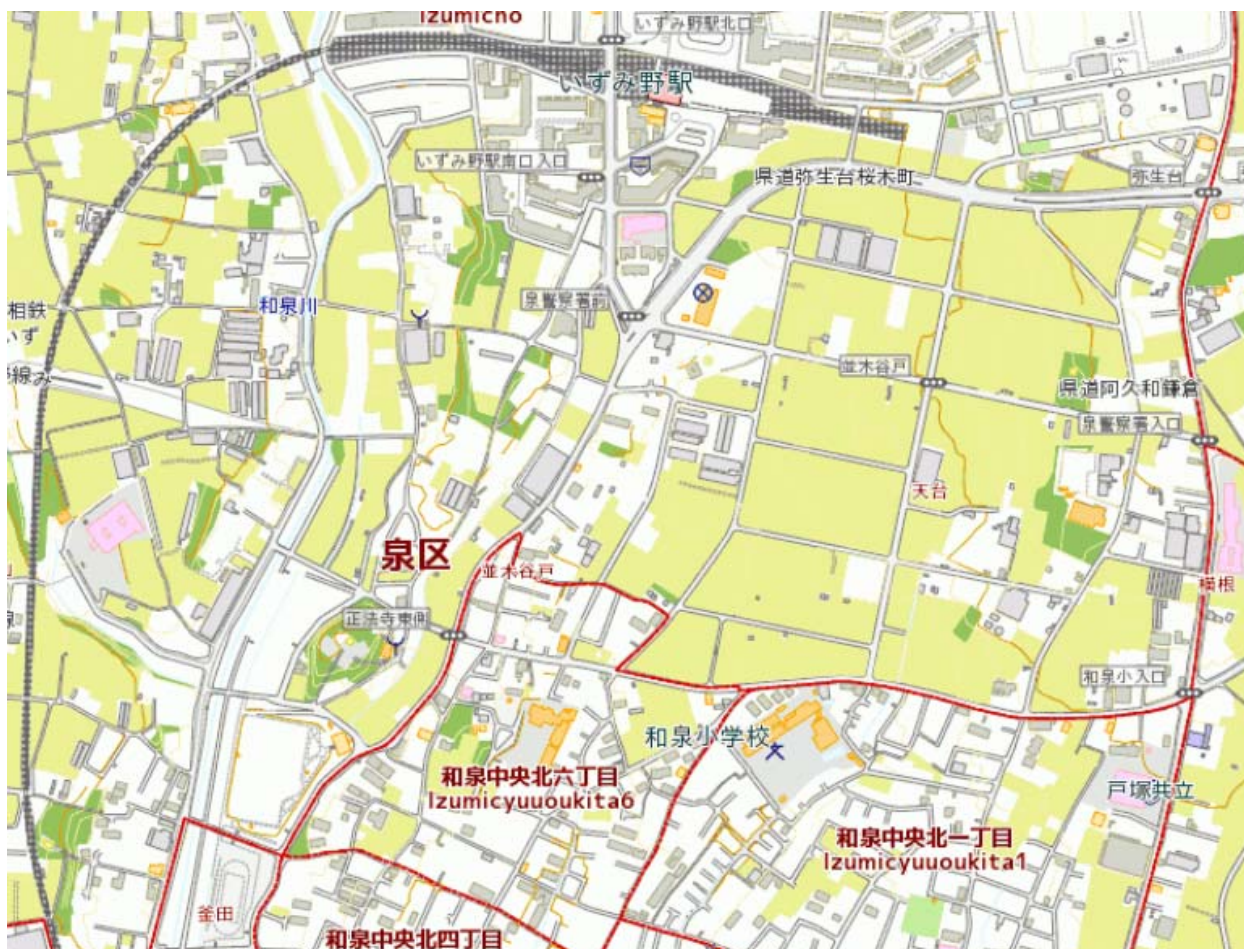 Izumicho
いずみ野駅北口
いずみ野駅
いずみ野駅南口入口
県道弥生台桜木町
弥生台
和泉川
泉警察署前
相鉄
いず
野線み
並木谷戸
県道阿久和鎌倉
泉警察署入口
天台
泉区
並木谷戸
横根
正法寺東側
和泉小入口
和泉小学校
和泉中央北六丁目
Izumicyuuoukita6
戸塚共立
和泉中央北一丁目
Izumicyuuoukita1
釜田
和泉中央北四丁目